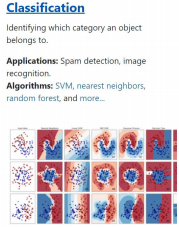 Classification
Identifying which category an object
belongs to.
Applications: Spam detection, image
recognition.
Algorithms: SVM, nearest neighbors,
random forest, and more...